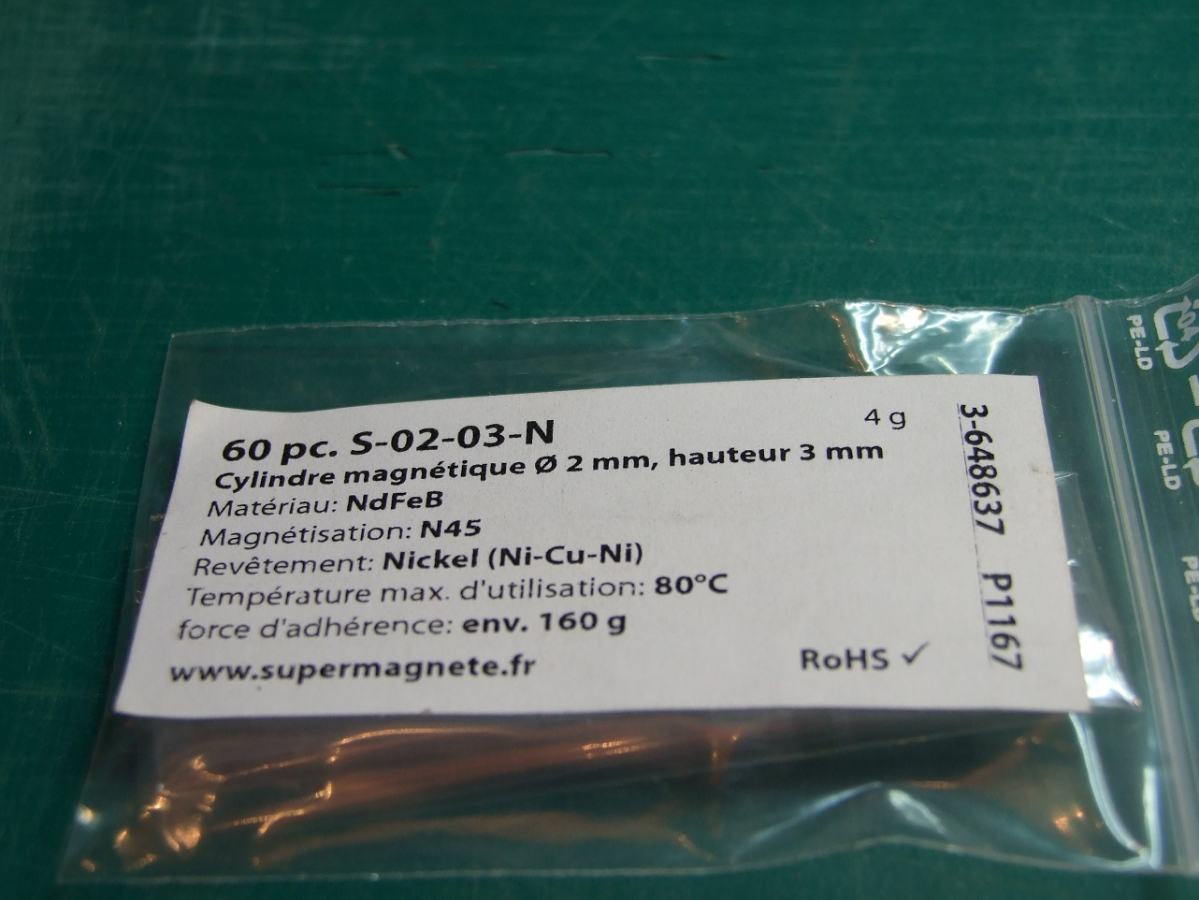 60 pc. S-02-03-N
4 g
Cylindre magnétique Ø 2 mm, hauteur 3 mm
Matériau: NdFeB
Magnétisation: N45
Revêtement: Nickel (Ni-Cu-Ni)
Température max. d'utilisation: 80°C
force d'adhérence: env. 160 g
www.supermagnete.fr
RoHS ✓
3-648637 P1167
PE-LD
PE-LD